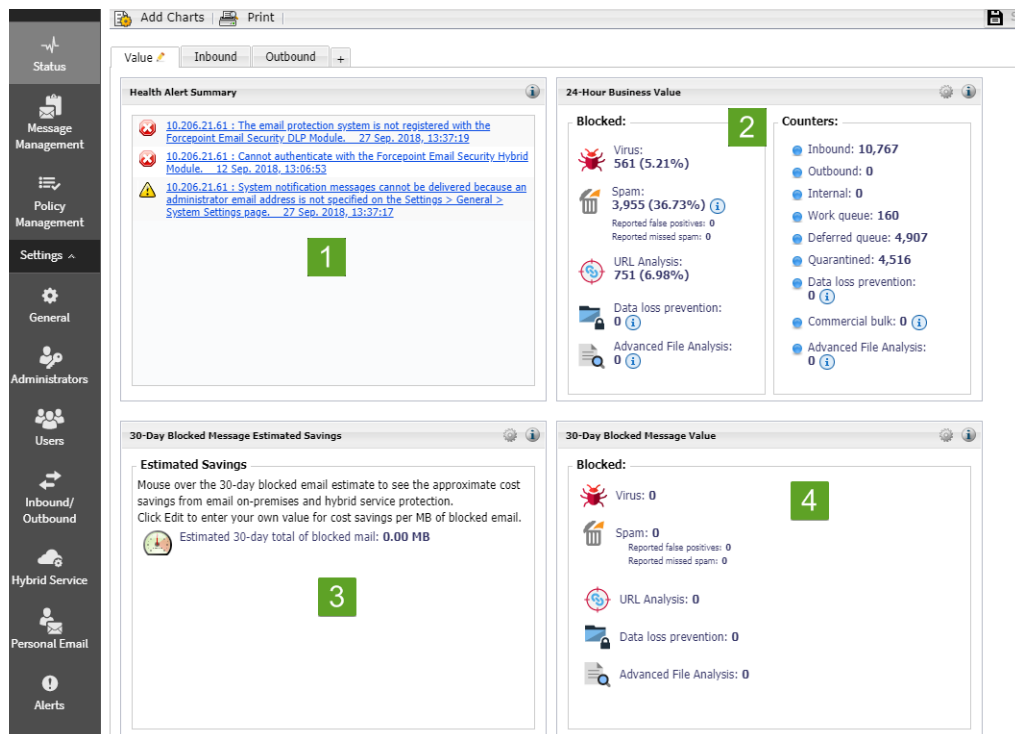 Add Charts | Print |
S
Value Inbound Outbound +
Status
Message
Management
Policy
Management
Settings
General
Administrators
Users
Inbound/
Outbound
Hybrid Service
Personal Email
Alerts
Health Alert Summary
10.206.21.61 : The email protection system is not registered with the
Forcepoint Email Security DLP Module. 27 Sep. 2018, 13:37:19
10.206.21.61 : Cannot authenticate with the Forcepoint Email Security Hybrid
Module. 12 Sep. 2018, 13:06:53
10.206.21.61 : System notification messages cannot be delivered because an
administrator email address is not specified on the Settings > General >
System Settings page. 27 Sep. 2018, 13:37:17
1
24-Hour Business Value
Blocked:
2
Virus:
561 (5.21%)
Spam:
3,955 (36.73%)
Reported false positives: 0
Reported missed spam: 0
URL Analysis:
751 (6.98%)
Data loss prevention:
0
Advanced File Analysis:
0
Counters:
Inbound: 10,767
Outbound: 0
Internal: 0
Work queue: 160
Deferred queue: 4,907
Quarantined: 4,516
Data loss prevention:
0
Commercial bulk: 0
Advanced File Analysis:
0
30-Day Blocked Message Estimated Savings
Estimated Savings
Mouse over the 30-day blocked email estimate to see the approximate cost
savings from email on-premises and hybrid service protection.
Click Edit to enter your own value for cost savings per MB of blocked email.
Estimated 30-day total of blocked mail: 0.00 MB
3
30-Day Blocked Message Value
Blocked:
Virus: 0
4
Spam: 0
Reported false positives: 0
Reported missed spam: 0
URL Analysis: 0
Data loss prevention: 0
Advanced File Analysis: 0